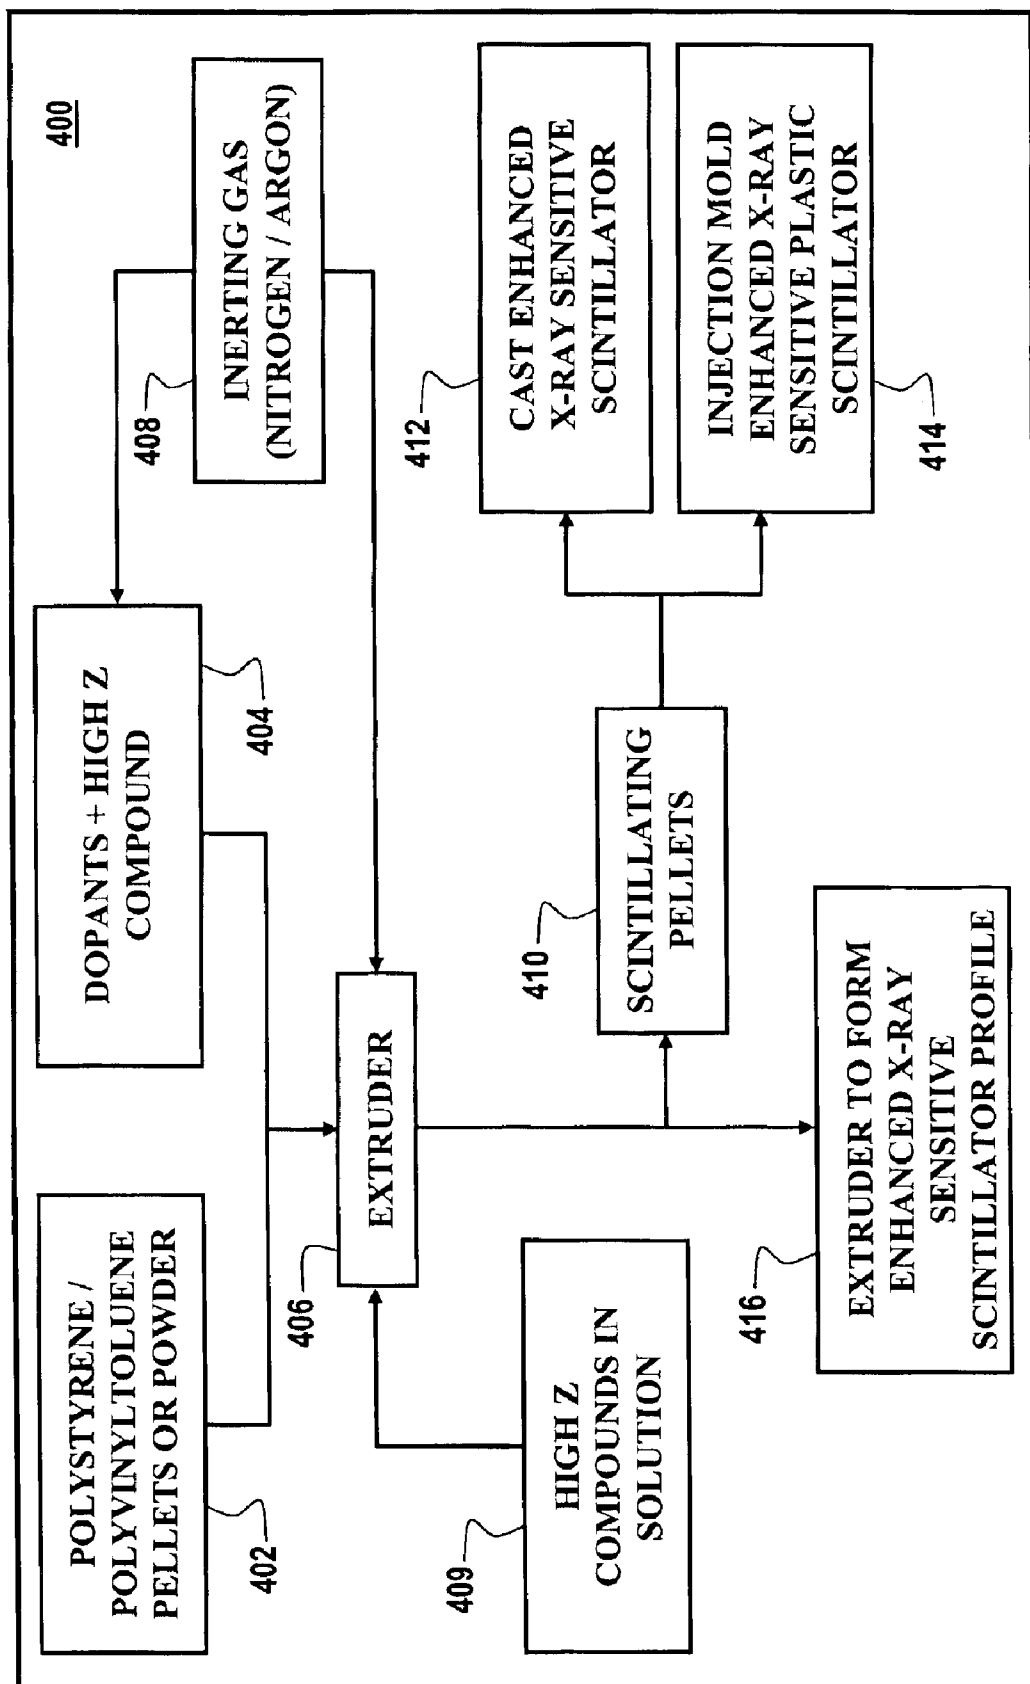 400
POLYSTYRENE /
POLYVINYLTOLUENE
PELLETS OR POWDER
402
DOPANTS + HIGH Z
COMPOUND
404
INERTING GAS
(NITROGEN / ARGON)
408
406
EXTRUDER
409
HIGH Z
COMPOUNDS IN
SOLUTION
410
SCINTILLATING
PELLETS
412
CAST ENHANCED
X-RAY SENSITIVE
SCINTILLATOR
INJECTION MOLD
ENHANCED X-RAY
SENSITIVE PLASTIC
SCINTILLATOR
414
416
EXTRUDER TO FORM
ENHANCED X-RAY
SENSITIVE
SCINTILLATOR PROFILE